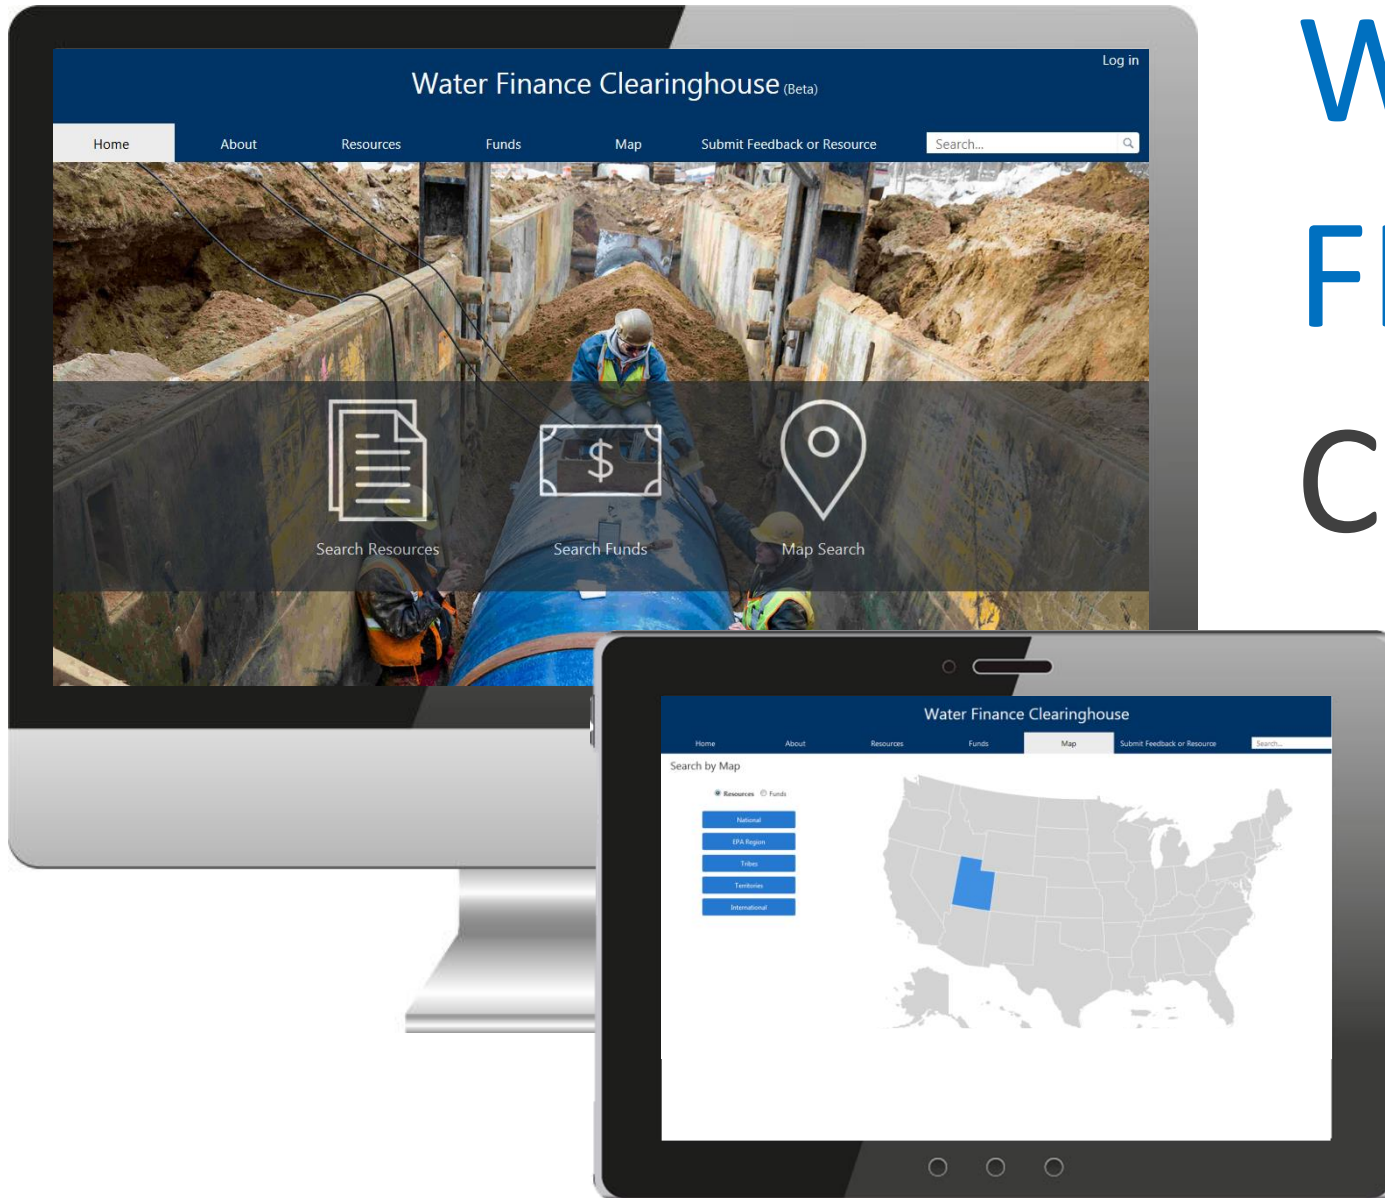 Log in
Water Finance Clearinghouse (Beta)
Home About Resources Funds Map Submit Feedback or Resource Search...
Search Resources Search Funds Map Search
W
FI
C
Water Finance Clearinghouse
Home About Resources Funds Map Submit Feedback or Resource Search...
Search by Map
Resources Funds
National
EPA Region
Tribes
Territories
International